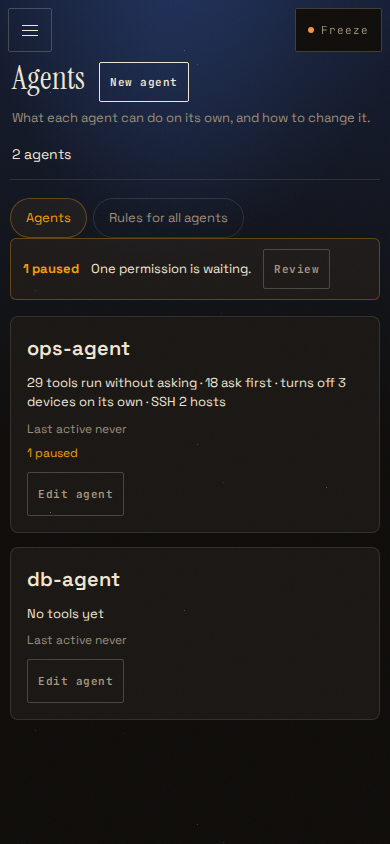 Freeze
Agents
New agent
What each agent can do on its own, and how to change it.
2 agents
Agents
Rules for all agents
1 paused
One permission is waiting.
Review
ops-agent
29 tools run without asking · 18 ask first · turns off 3
devices on its own · SSH 2 hosts
Last active never
1 paused
Edit agent
db-agent
No tools yet
Last active never
Edit agent